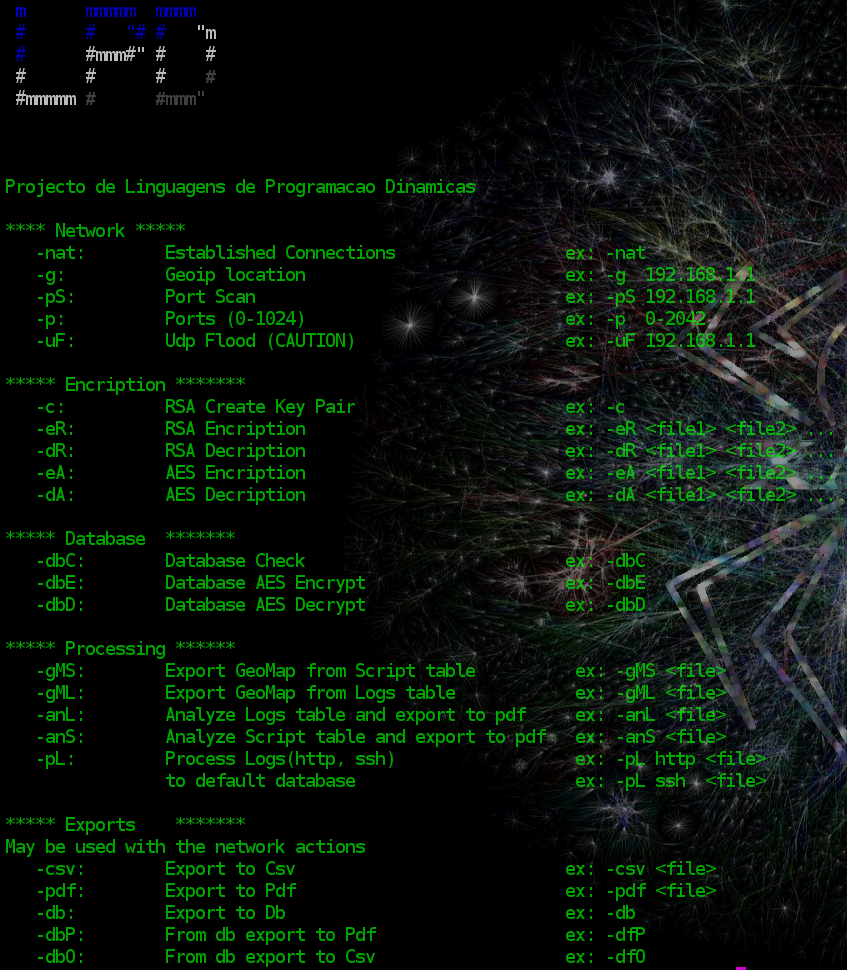 LPD
Projecto de Linguagens de Programacao Dinamicas
**** Network *****
-nat: Established Connections ex: -nat
-g: Geoip location ex: -g 192.168.1.1
-pS: Port Scan ex: -pS 192.168.1.1
-p: Ports (0-1024) ex: -p 0-2042
-uF: Udp Flood (CAUTION) ex: -uF 192.168.1.1
***** Encription *******
-c: RSA Create Key Pair ex: -c
-eR: RSA Encription ex: -eR <file1> <file2> ...
-dR: RSA Decription ex: -dR <file1> <file2> ...
-eA: AES Encription ex: -eA <file1> <file2> ...
-dA: AES Decription ex: -dA <file1> <file2> ...
***** Database *******
-dbC: Database Check ex: -dbC
-dbE: Database AES Encrypt ex: -dbE
-dbD: Database AES Decrypt ex: -dbD
***** Processing ******
-gMS: Export GeoMap from Script table ex: -gMS <file>
-gML: Export GeoMap from Logs table ex: -gML <file>
-anL: Analyze Logs table and export to pdf ex: -anL <file>
-anS: Analyze Script table and export to pdf ex: -anS <file>
-pL: Process Logs(http, ssh) ex: -pL http <file>
to default database ex: -pL ssh <file>
***** Exports *******
May be used with the network actions
-csv: Export to Csv ex: -csv <file>
-pdf: Export to Pdf ex: -pdf <file>
-db: Export to Db ex: -db
-dbP: From db export to Pdf ex: -dfP
-dbO: From db export to Csv ex: -dfO